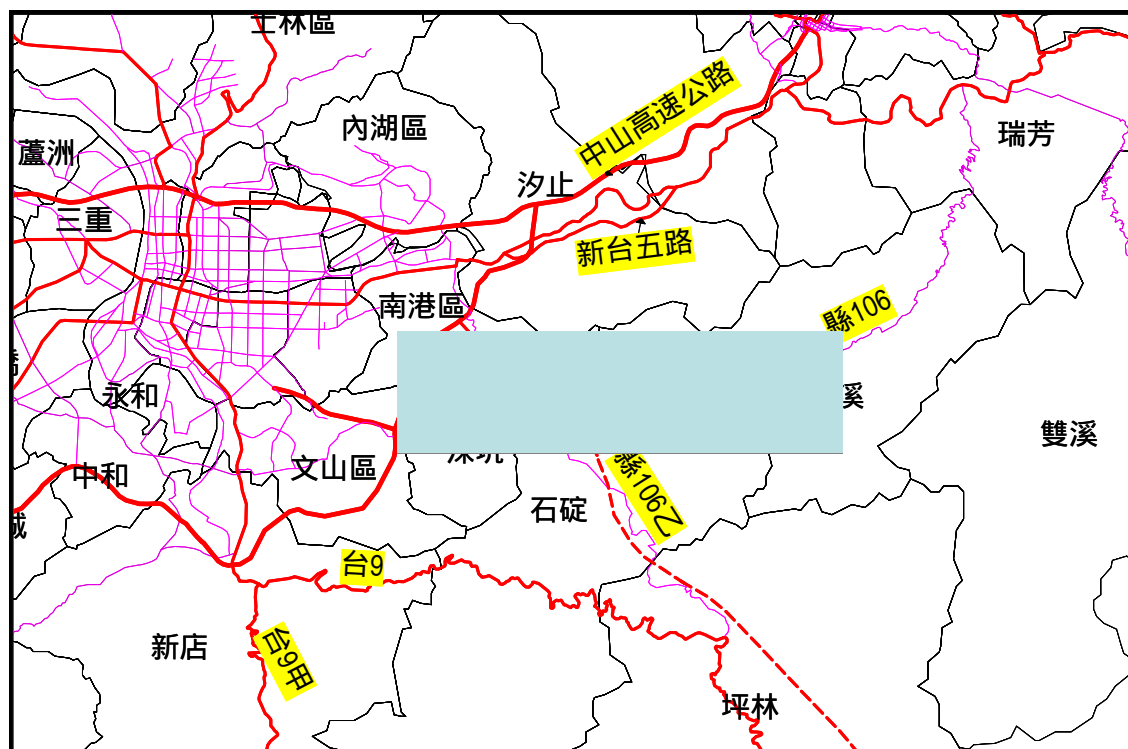 士林區
內湖區
中山高速公路
瑞芳
蘆洲
汐止
三重
新台五路
南港區
縣106
永和
溪
雙溪
中和
文山區
深坑
縣106乙
石碇
台9
新店
台9甲
坪林